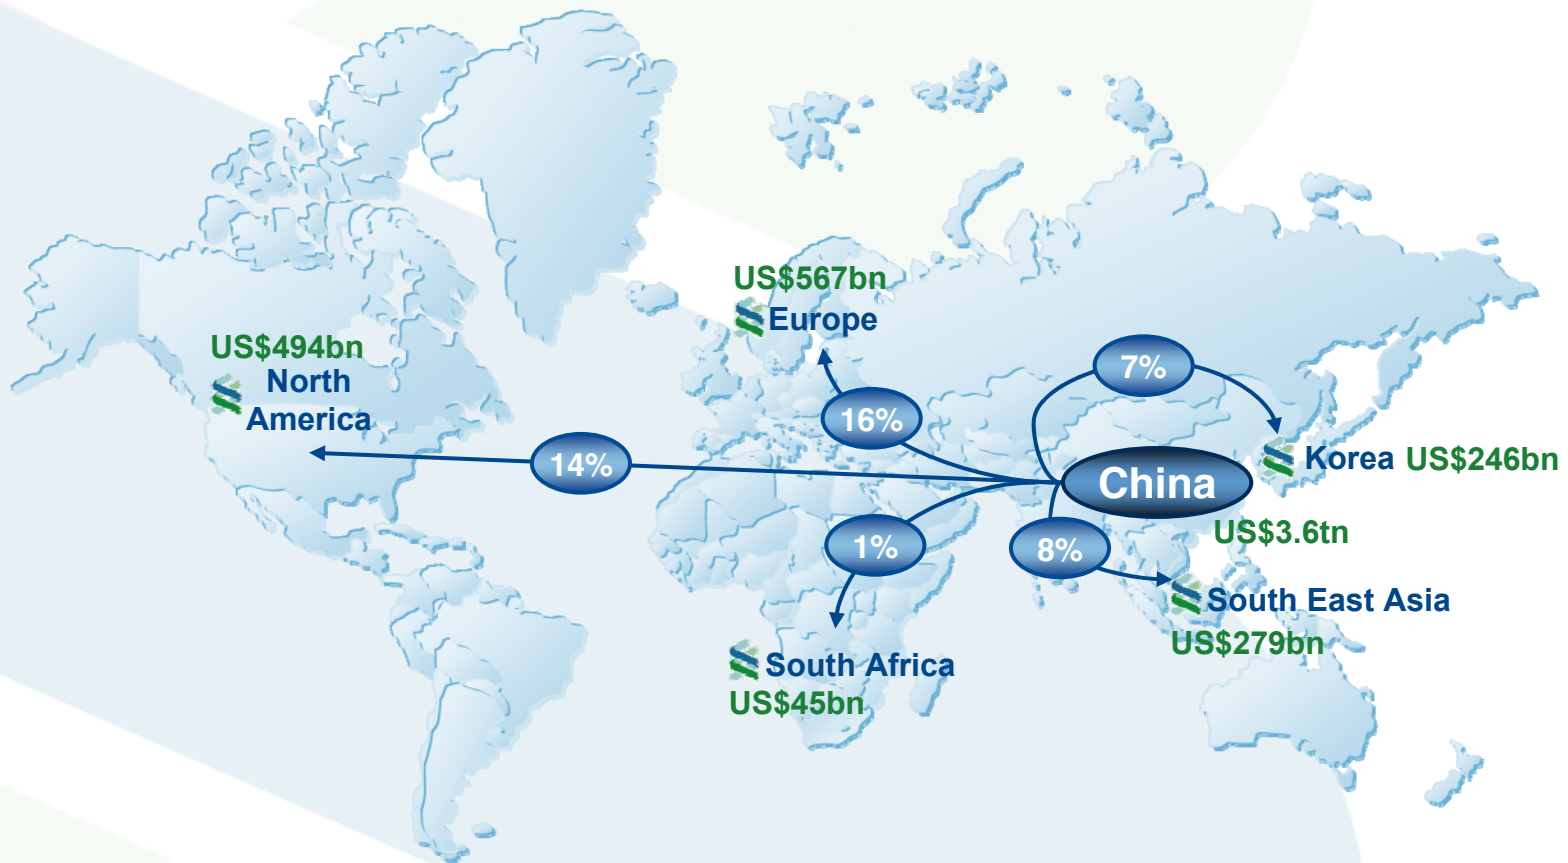 US$567bn
Europe
US$494bn
North
America
7%
16%
14%
Korea US$246bn
China
US$3.6tn
1%
8%
South East Asia
US$279bn
South Africa
US$45bn